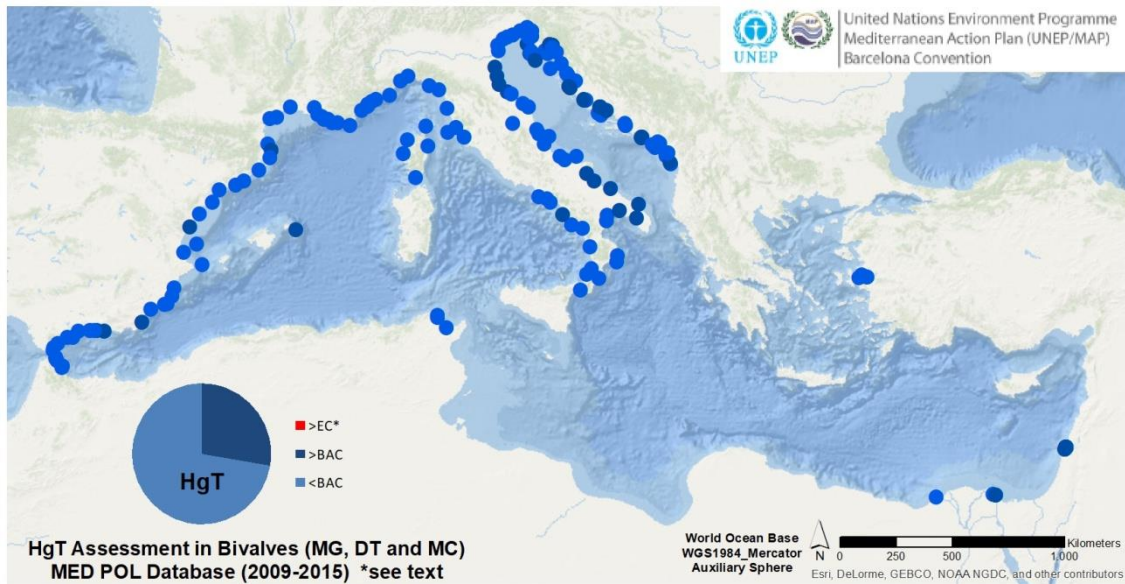 United Nations Environment Programme
Mediterranean Action Plan (UNEP/MAP)
Barcelona Convention
UNEP
MAP
>EC*
>BAC
<BAC
HgT
HgT Assessment in Bivalves (MG, DT and MC)
MED POL Database (2009-2015) *see text
World Ocean Base
WGS1984_Mercator
Auxiliary Sphere
N
Kilometers
0 250 500 1.000
Esri, DeLorme, GEBCO, NOAA NGDC, and other contributors